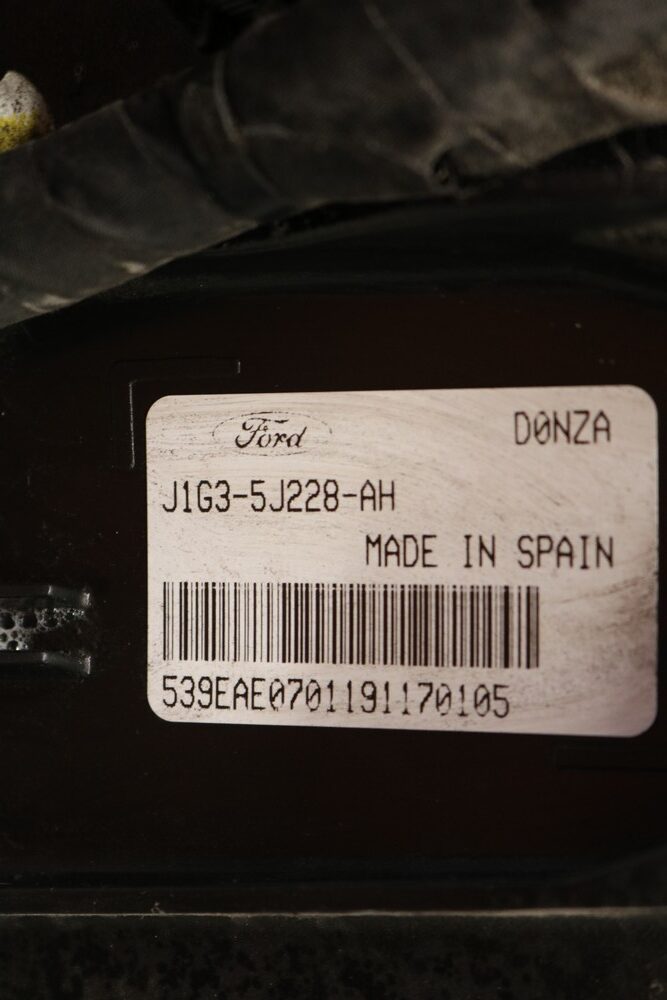 Ford D0NZA
J1G3-5J228-AH
MADE IN SPAIN
539EAE0701191170105